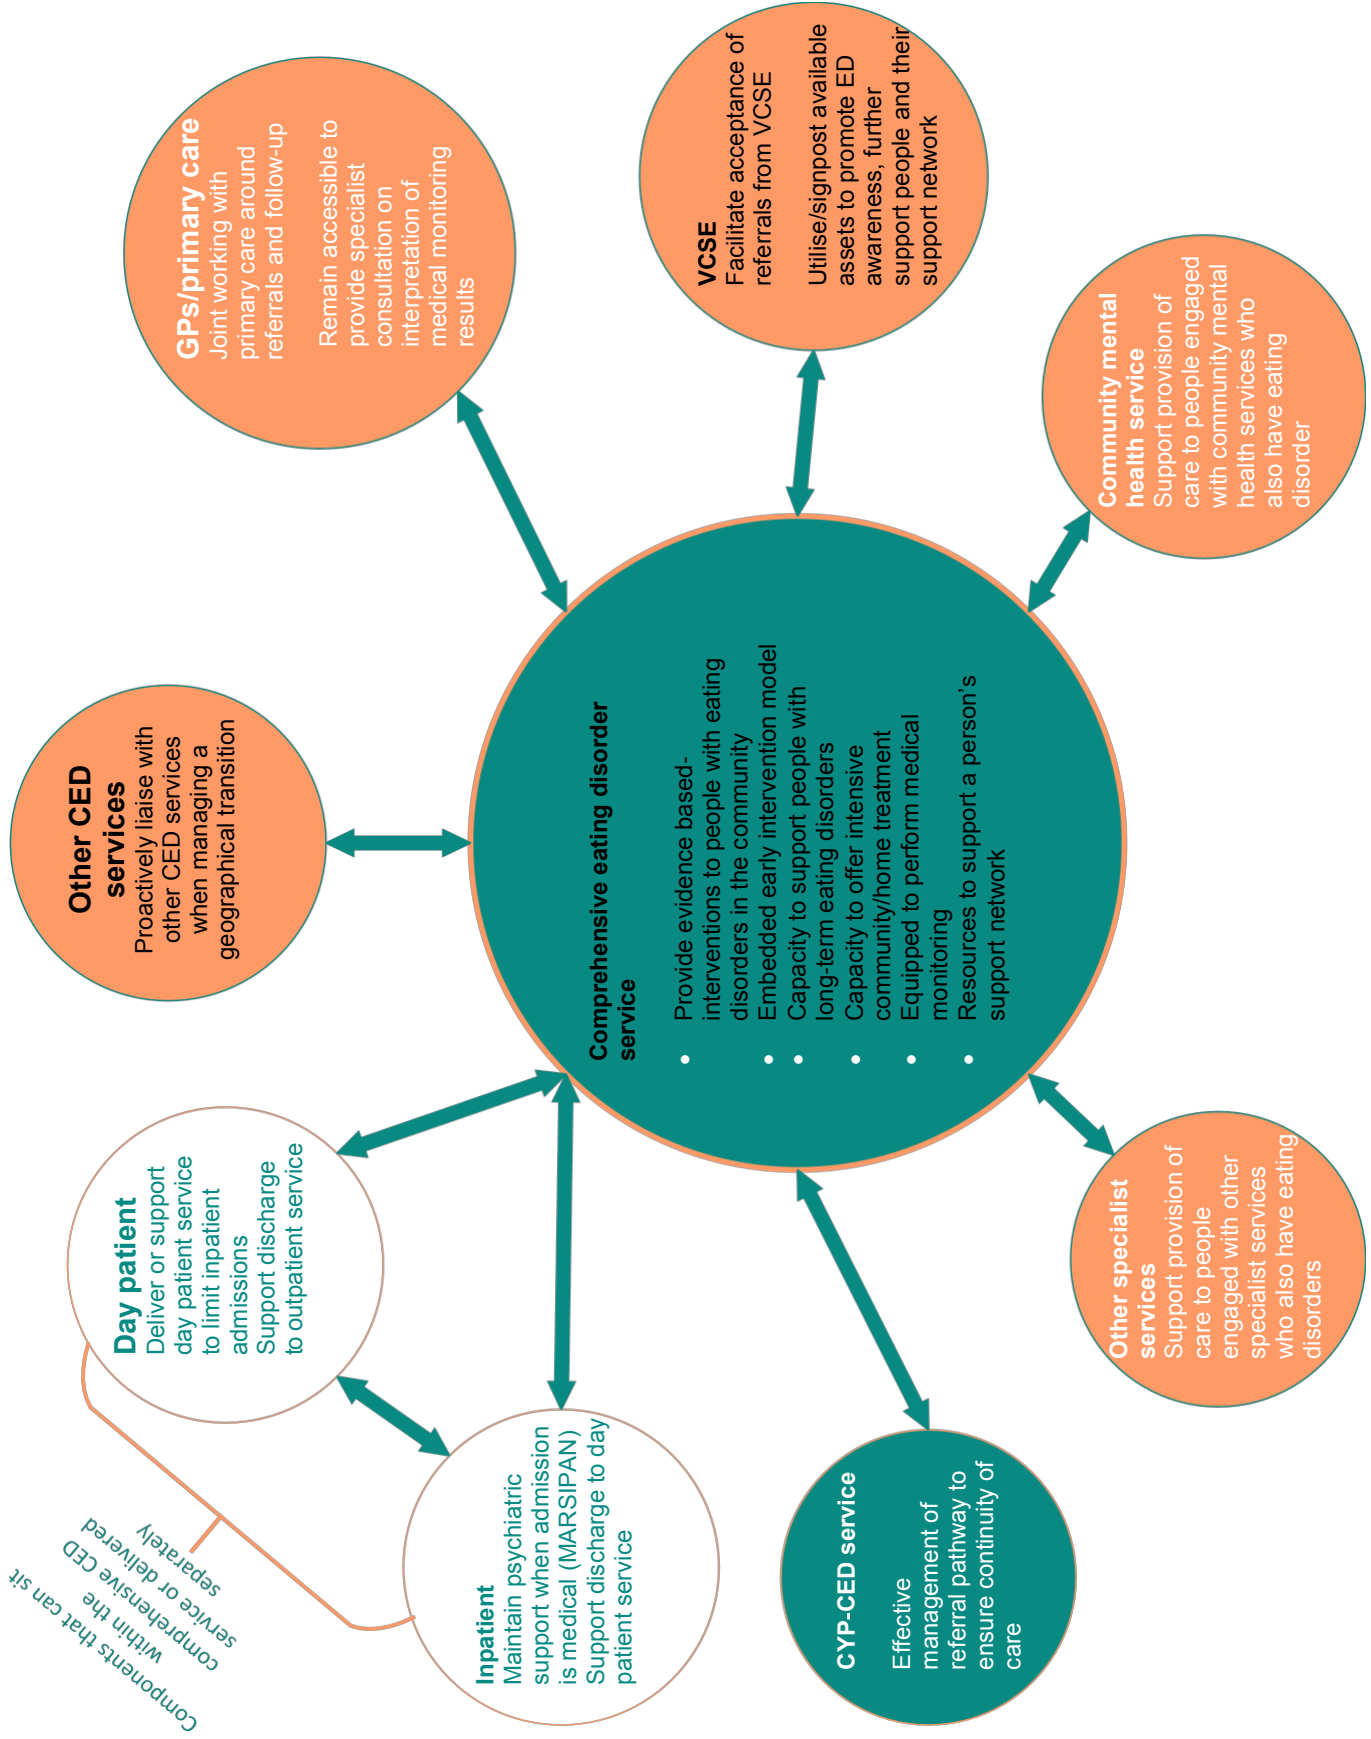 Components that can sit
within the
comprehensive CED
service or delivered
separately
Day patient
Deliver or support
day patient service
to limit inpatient
admissions
Support discharge
to outpatient service
Other CED
services
Proactively liaise with
other CED services
when managing a
geographical transition
GPs/primary care
Joint working with
primary care around
referrals and follow-up
Remain accessible to
provide specialist
consultation on
interpretation of
medical monitoring
results
Inpatient
Maintain psychiatric
support when admission
is medical (MARSIPAN)
Support discharge to day
patient service
Comprehensive eating disorder
service
• Provide evidence based-
interventions to people with eating
disorders in the community
• Embedded early intervention model
• Capacity to support people with
long-term eating disorders
• Capacity to offer intensive
community/home treatment
• Equipped to perform medical
monitoring
• Resources to support a person’s
support network
VCSE
Facilitate acceptance of
referrals from VCSE
Utilise/signpost available
assets to promote ED
awareness, further
support people and their
support network
CYP-CED service
Effective
management of
referral pathway to
ensure continuity of
care
Other specialist
services
Support provision of
care to people
engaged with other
specialist services
who also have eating
disorders
Community mental
health service
Support provision of
care to people engaged
with community mental
health services who
also have eating
disorder